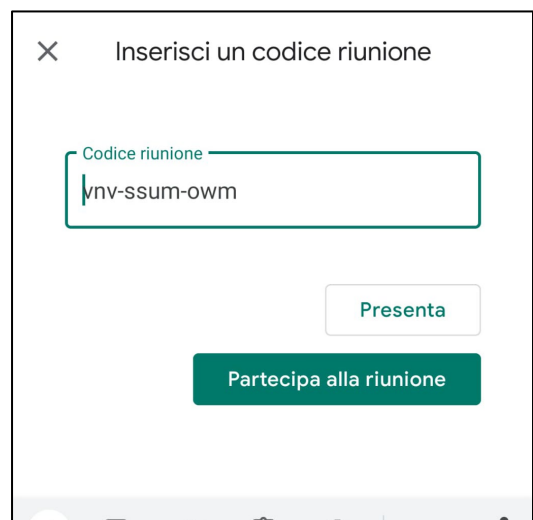 Inserisci un codice riunione
Codice riunione
vnv-ssum-owm
Presenta
Partecipa alla riunione